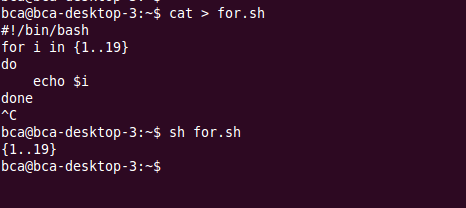 bca@bca-desktop-3:~$ cat > for.sh
#!/bin/bash
for i in {1..19}
do
    echo $i
done
^C
bca@bca-desktop-3:~$ sh for.sh
{1..19}
bca@bca-desktop-3:~$